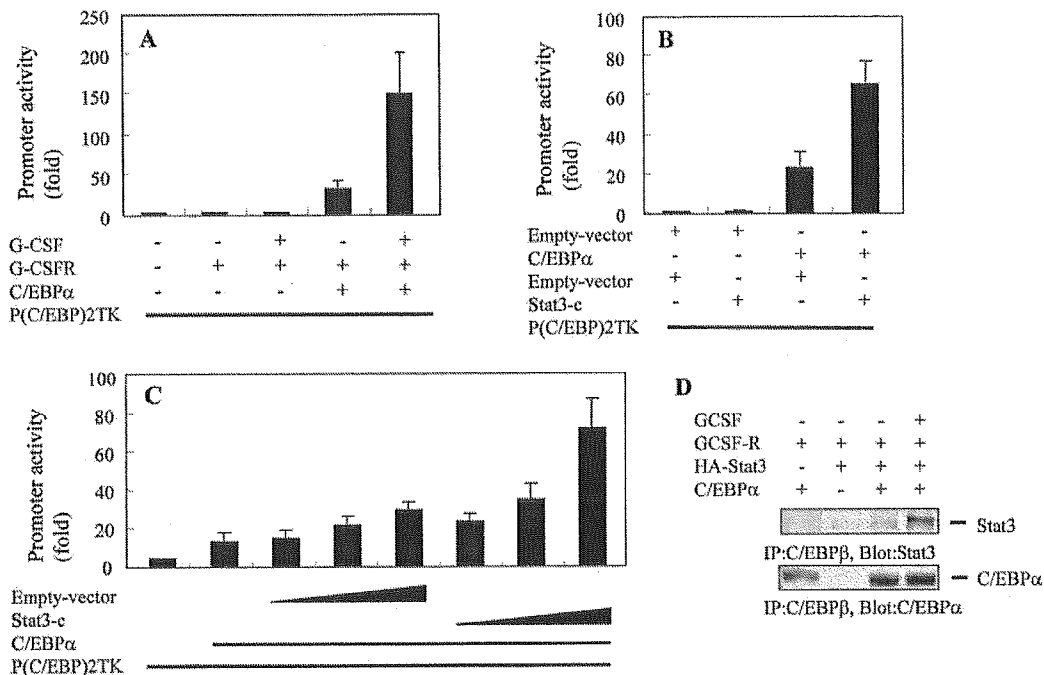 A
Promoter activity
(fold)
250
200
150
100
50
0
G-CSF - - + - +
G-CSFR - + + + +
C/EBPα - - - + +
P(C/EBP)2TK
B
Promoter activity
(fold)
100
80
60
40
20
0
Empty-vector + + - -
C/EBPα - - + +
Empty-vector + - + -
Stat3-c - + - +
P(C/EBP)2TK
C
Promoter activity
(fold)
100
80
60
40
20
0
Empty-vector
Stat3-c
C/EBPα
P(C/EBP)2TK
D
GCSF - - - +
GCSF-R + + + +
HA-Stat3 - + + +
C/EBPα + - + +
Stat3
IP:C/EBPβ, Blot:Stat3
C/EBPα
IP:C/EBPβ, Blot:C/EBPα